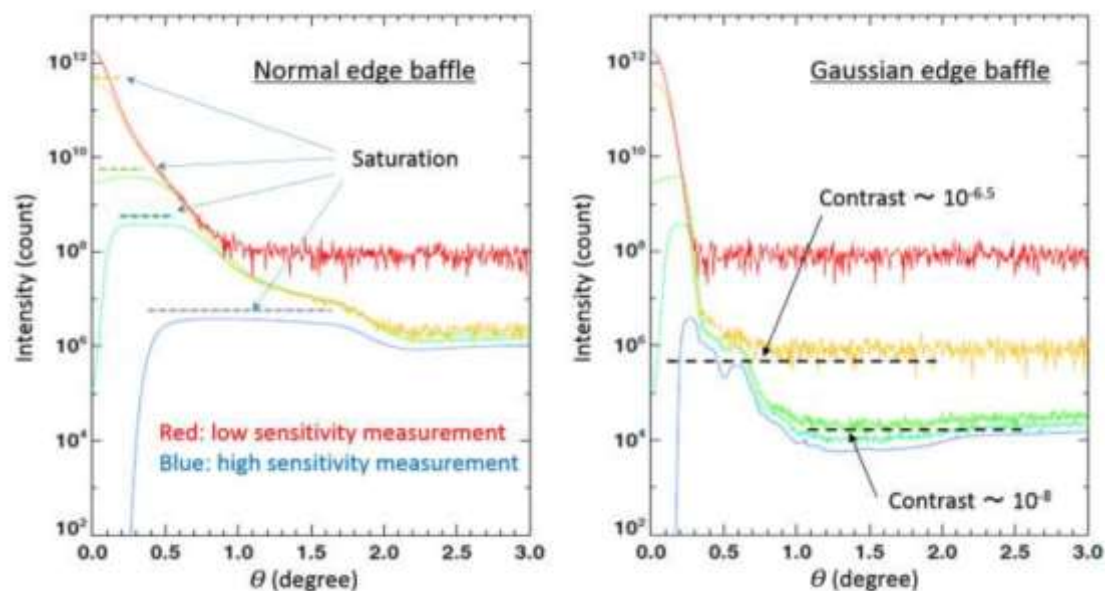 Normal edge baffle
Saturation
Red: low sensitivity measurement
Blue: high sensitivity measurement
Intensity (count)
10¹²
10¹⁰
10⁸
10⁶
10⁴
10²
0.0 0.5 1.0 1.5 2.0 2.5 3.0
θ (degree)
Gaussian edge baffle
Contrast ~ 10⁻⁶·⁵
Contrast ~ 10⁻⁸
Intensity (count)
10¹²
10¹⁰
10⁸
10⁶
10⁴
10²
0.0 0.5 1.0 1.5 2.0 2.5 3.0
θ (degree)